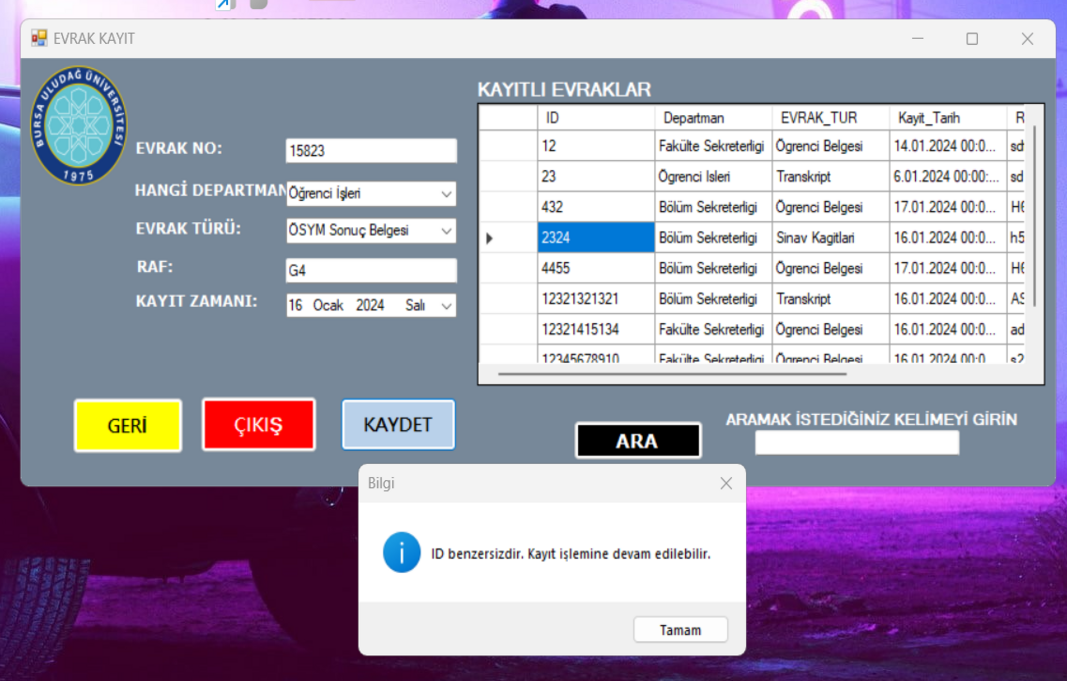 EVRAK KAYIT
BURSA ULUDAĞ ÜNİVERSİTESİ
1975
EVRAK NO:
15823
HANGİ DEPARTMAN
Öğrenci İşleri
EVRAK TÜRÜ:
ÖSYM Sonuç Belgesi
RAF:
G4
KAYIT ZAMANI:
16 Ocak 2024 Salı
GERİ
ÇIKIŞ
KAYDET
KAYITLI EVRAKLAR
ID Departman EVRAK_TUR Kayit_Tarih R
12 Fakülte Sekreterligi Ögrenci Belgesi 14.01.2024 00:0...
23 Ögrenci Isleri Transkript 6.01.2024 00:00:... sd
432 Bölüm Sekreterligi Ögrenci Belgesi 17.01.2024 00:0... H6
2324 Bölüm Sekreterligi Sinav Kagitlari 16.01.2024 00:0... h5
4455 Bölüm Sekreterligi Ögrenci Belgesi 17.01.2024 00:0... H6
12321321321 Bölüm Sekreterligi Transkript 16.01.2024 00:0... AS
12321415134 Fakülte Sekreterligi Ögrenci Belgesi 16.01.2024 00:0... ad
12345678910 Fakülte Sekreterligi Ögrenci Belgesi 16.01.2024 00:0 s2
ARA
ARAMAK İSTEDİĞİNİZ KELİMEYİ GİRİN
Bilgi
ID benzersizdir. Kayıt işlemine devam edilebilir.
Tamam